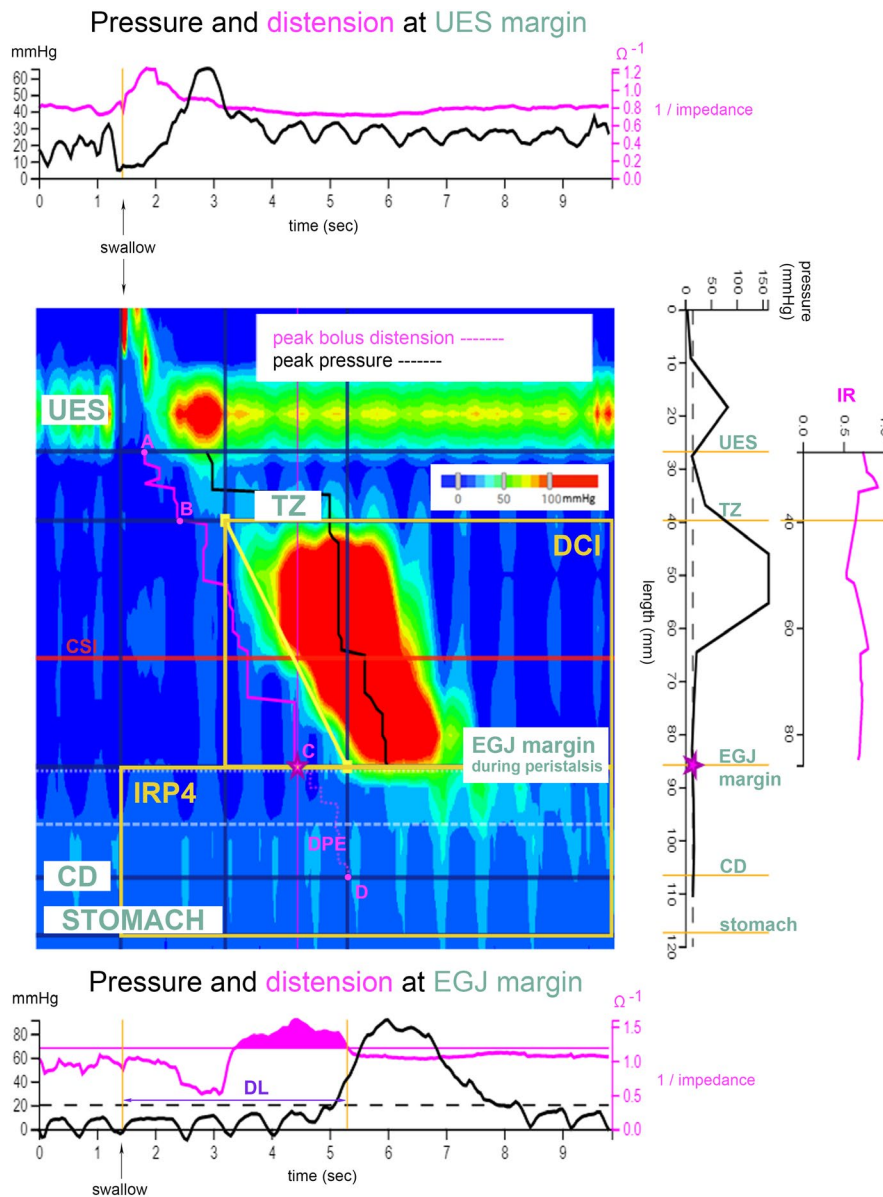 Pressure and distension at UES margin
mmHg
Ω⁻¹
60
50
40
30
20
10
0
1.2
1.0
0.8
0.6
0.4
0.2
0.0
1 / impedance
0 1 2 3 4 5 6 7 8 9
time (sec)
swallow
peak bolus distension -------
peak pressure -------
UES
A
B
TZ
0 50 100mmHg
DCI
CSI
C
EGJ margin
during peristalsis
IRP4
DPE
CD
D
STOMACH
pressure
(mmHg)
0 50 100 150
0
10
20
30
40
50
60
70
80
90
100
110
120
length (mm)
UES
TZ
EGJ
margin
CD
stomach
IR
0.0 0.5
40
60
80
Pressure and distension at EGJ margin
mmHg
Ω⁻¹
80
60
40
20
0
1.5
1.0
0.5
0.0
1 / impedance
DL
0 1 2 3 4 5 6 7 8 9
time (sec)
swallow